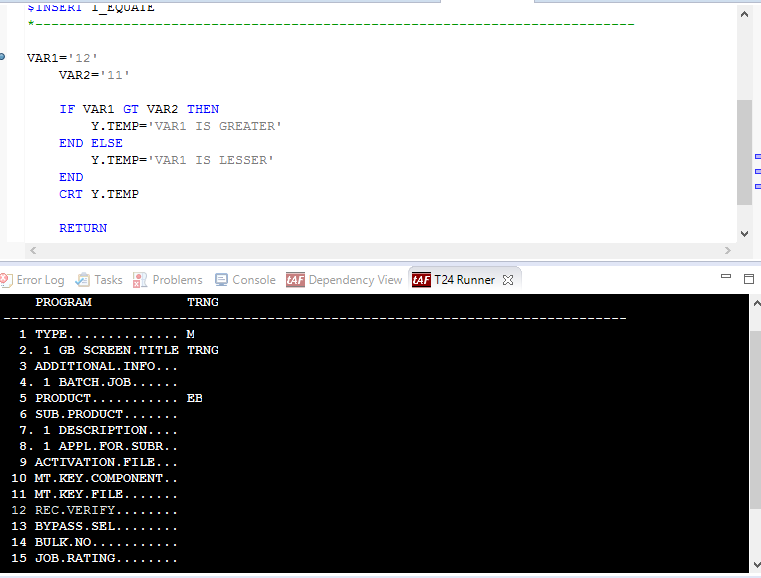 $INSERT I_EQUATE
*---------------------------------------------------------------------------
VAR1='12'
VAR2='11'
IF VAR1 GT VAR2 THEN
Y.TEMP='VAR1 IS GREATER'
END ELSE
Y.TEMP='VAR1 IS LESSER'
END
CRT Y.TEMP
RETURN
Error Log Tasks Problems Console tAF Dependency View tAF T24 Runner
PROGRAM TRNG
------------------------------------------------------------------------------
1 TYPE.............. M
2. 1 GB SCREEN.TITLE TRNG
3 ADDITIONAL.INFO...
4. 1 BATCH.JOB......
5 PRODUCT........... EB
6 SUB.PRODUCT.......
7. 1 DESCRIPTION....
8. 1 APPL.FOR.SUBR..
9 ACTIVATION.FILE...
10 MT.KEY.COMPONENT..
11 MT.KEY.FILE.......
12 REC.VERIFY........
13 BYPASS.SEL........
14 BULK.NO...........
15 JOB.RATING........